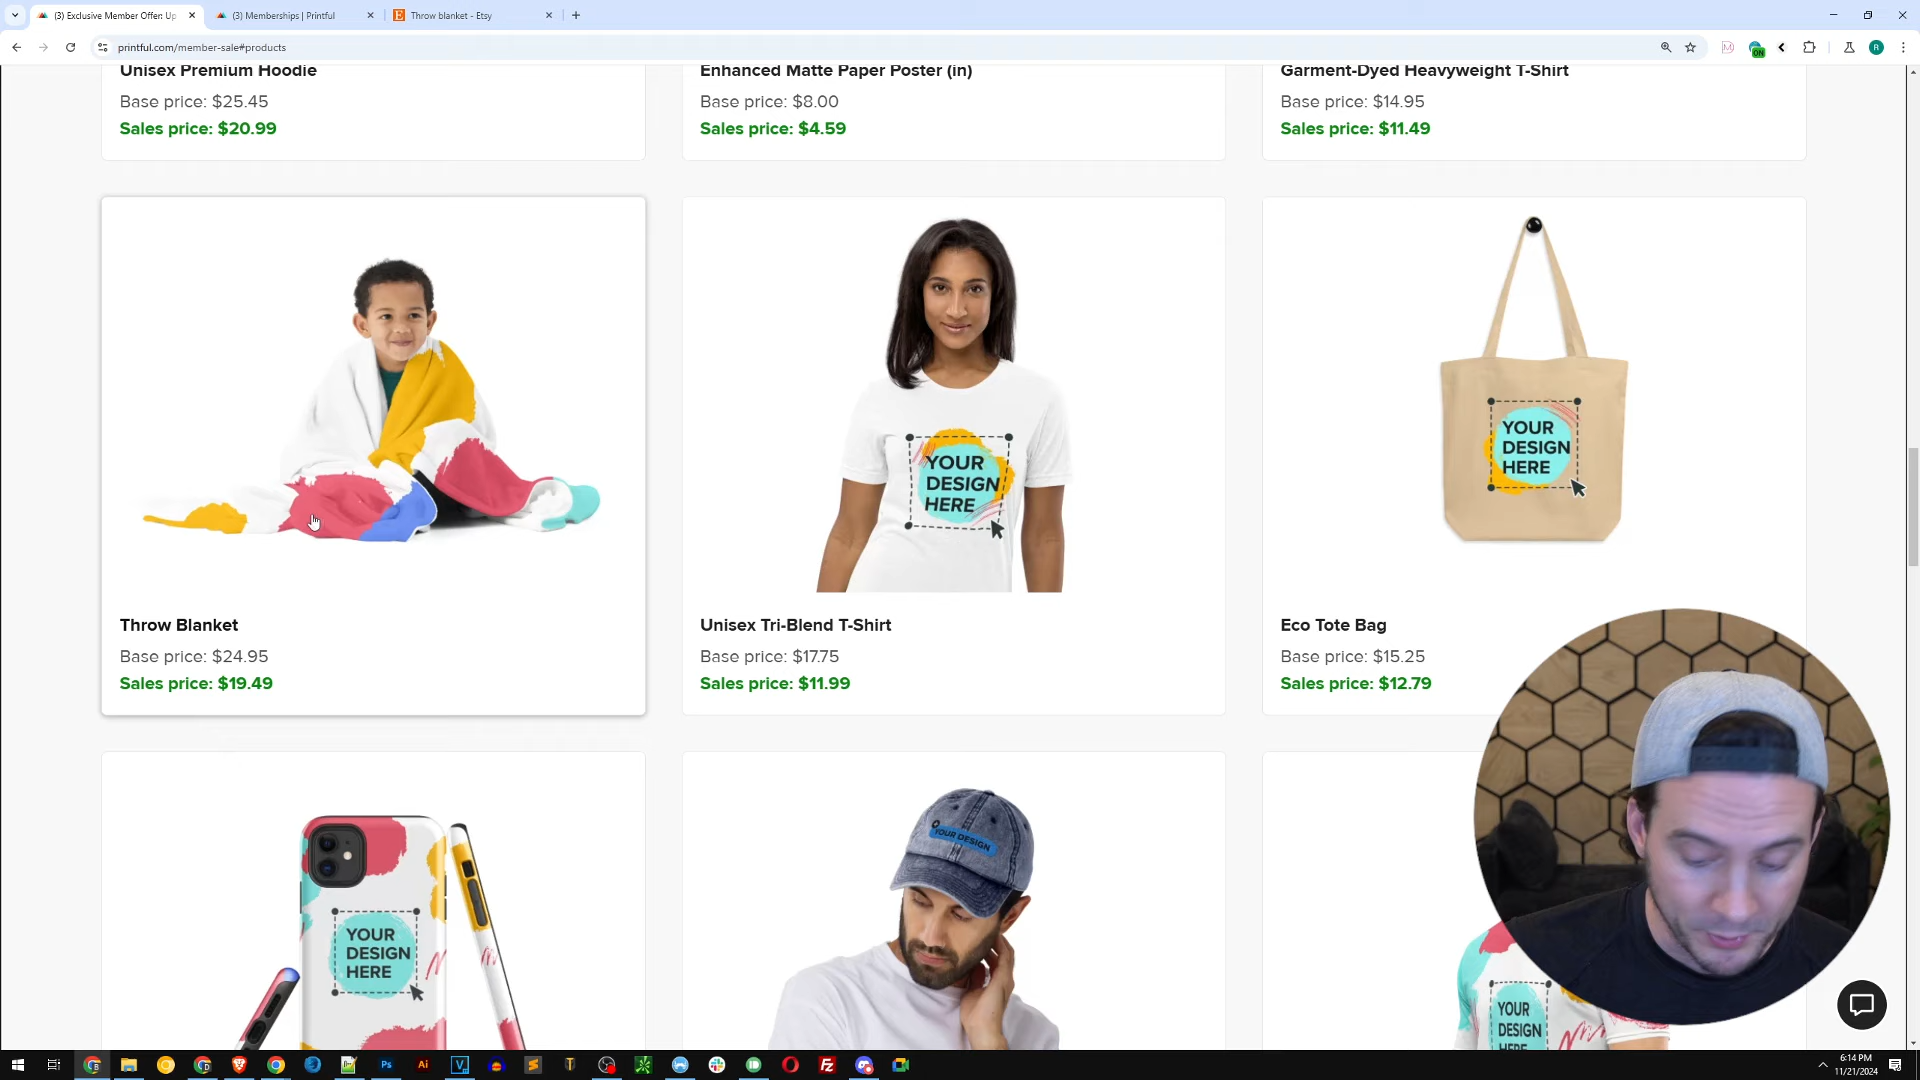 (3) Exclusive Member Offer: Up
(3) Memberships | Printful
Throw blanket - Etsy
printful.com/member-sale#products
ON
R
Unisex Premium Hoodie
Base price: $25.45
Sales price: $20.99
Enhanced Matte Paper Poster (in)
Base price: $8.00
Sales price: $4.59
Garment-Dyed Heavyweight T-Shirt
Base price: $14.95
Sales price: $11.49
YOUR
DESIGN
HERE
YOUR
DESIGN
HERE
Throw Blanket
Base price: $24.95
Sales price: $19.49
Unisex Tri-Blend T-Shirt
Base price: $17.75
Sales price: $11.99
Eco Tote Bag
Base price: $15.25
Sales price: $12.79
YOUR
DESIGN
HERE
YOUR DESIGN
YOUR
DESIGN
Ps
Ai
V
Fz
6:14 PM
11/21/2024